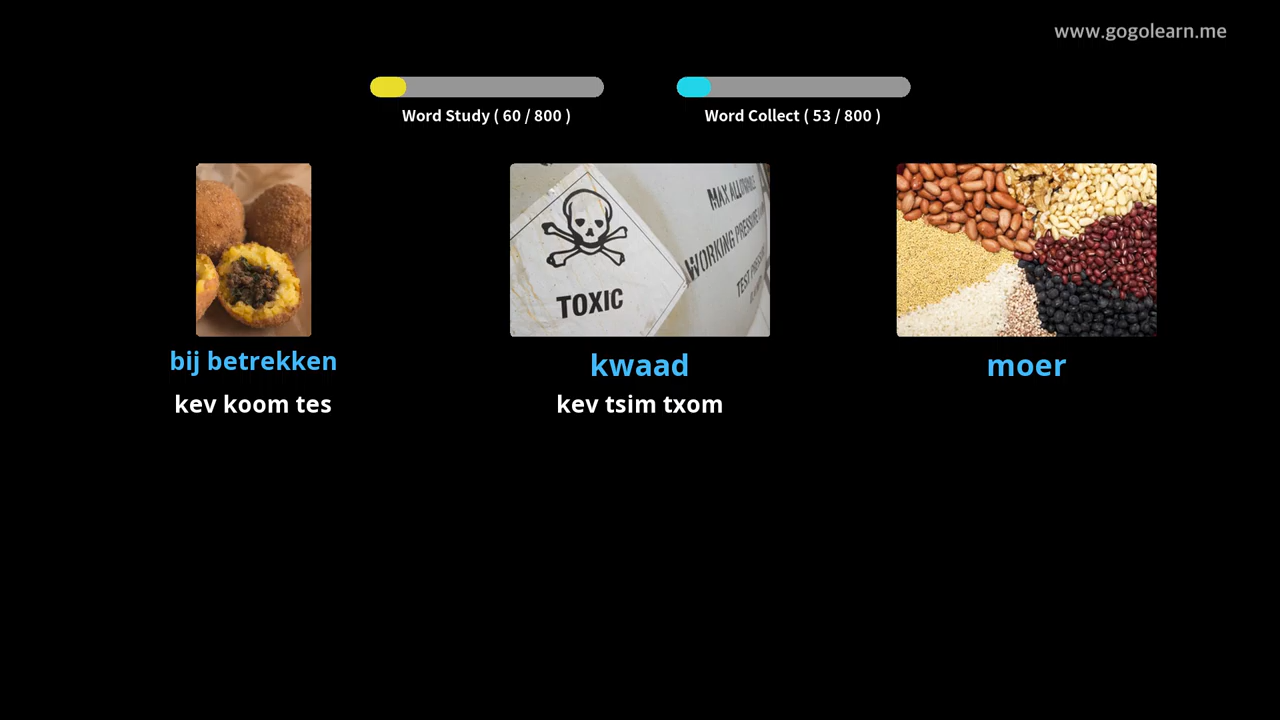 www.gogolearn.me
Word Study ( 60 / 800 )
Word Collect ( 53 / 800 )
MAX ALLOWABLE
WORKING PRESSURE
TEST
TOXIC
bij betrekken
kwaad
moer
kev koom tes
kev tsim txom